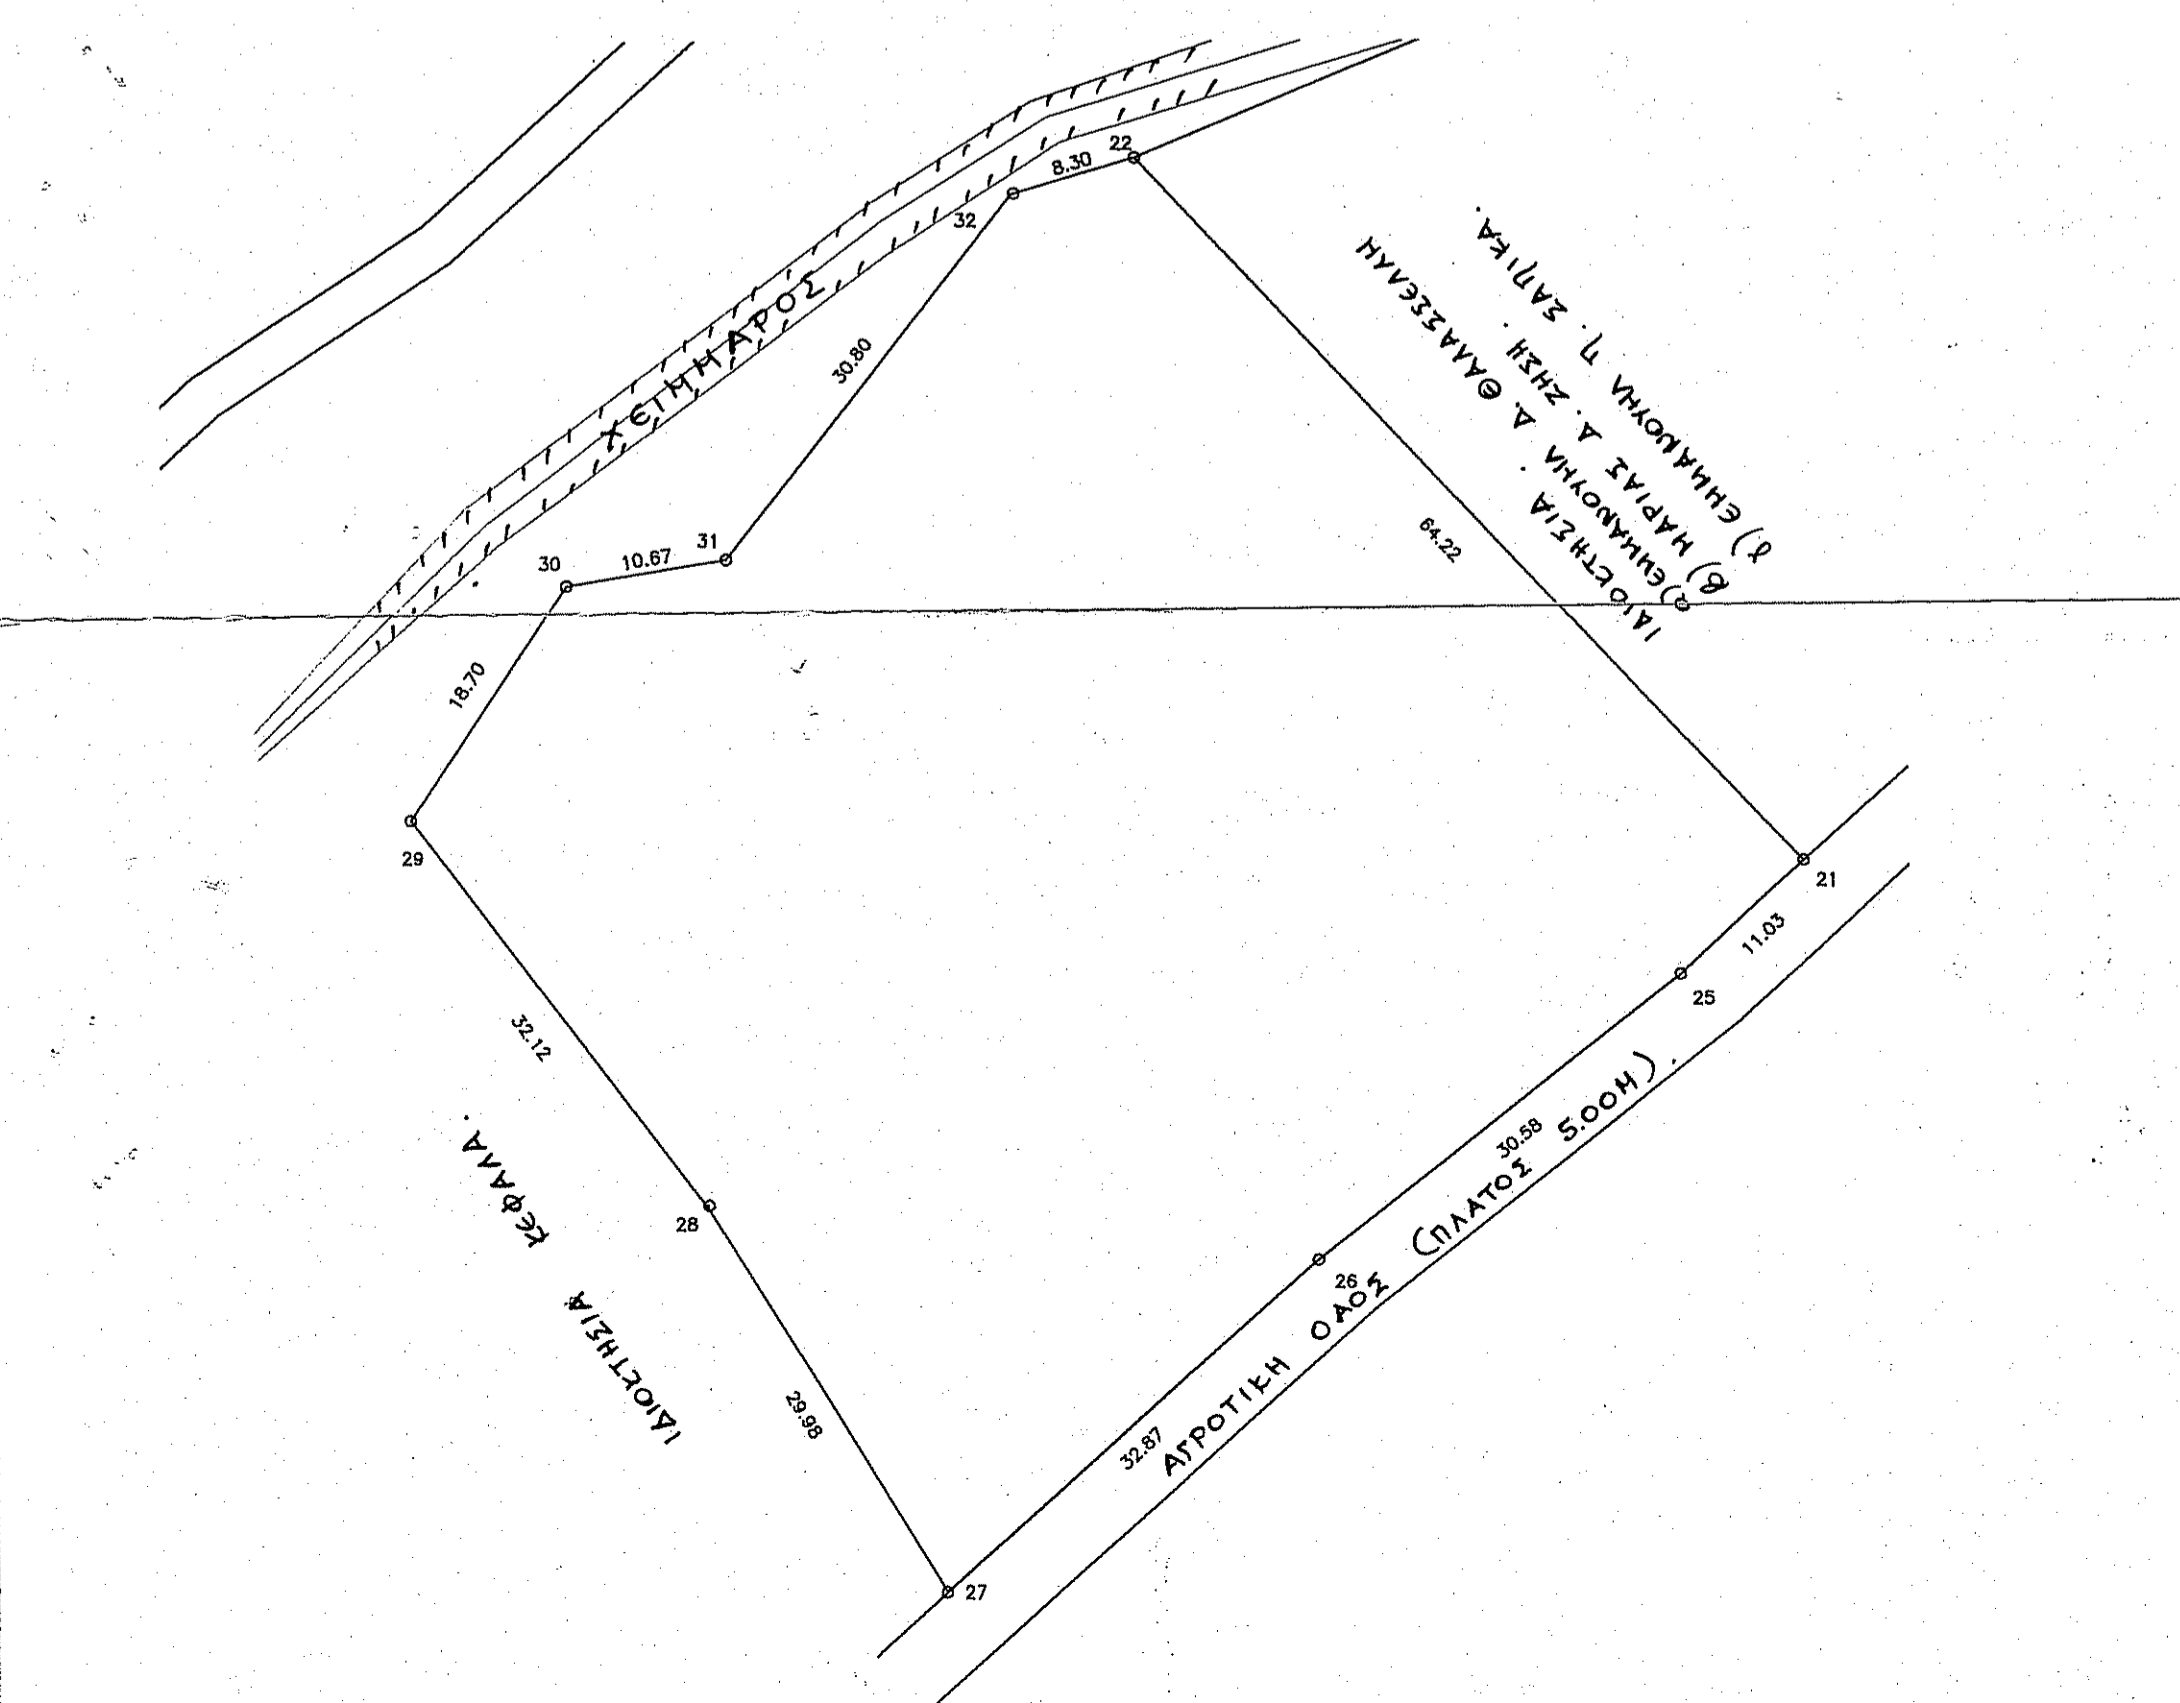 22
8.30
32
ΧΕΙΜΜΑΡΟΣ
30.80
31
10.67
30
18.70
29
64.22
ΙΔΙΟΚΤΗΣΙΑ.
α) ΕΜΜΑΝΟΥΗΛ Δ. ΘΑΛΑΣΣΕΛΛΗ
β) ΜΑΡΙΑΣ Δ. ΖΗΣΗ.
γ) ΕΜΜΑΝΟΥΗΛ Π. ΣΑΠΙΚΑ.
21
11.03
25
32.12
28
30.58
26
ΑΓΡΟΤΙΚΗ ΟΔΟΣ (ΠΛΑΤΟΣ 5.00Μ).
ΙΔΙΟΚΤΗΣΙΑ ΚΕΦΑΛΑ.
29.98
32.87
27